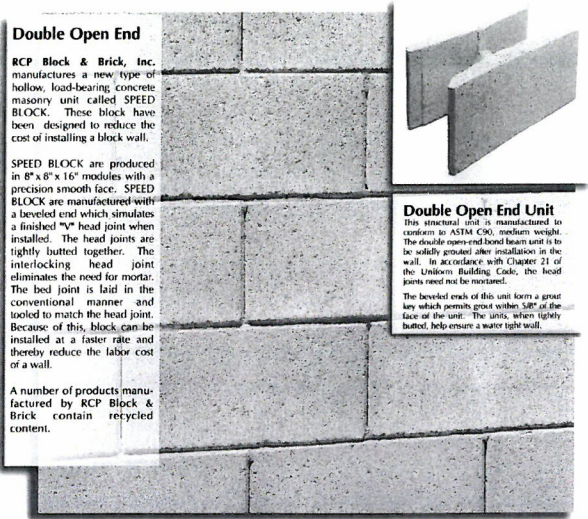 Double Open End
RCP Block & Brick, Inc.
manufactures a new type of
hollow, load-bearing concrete
masonry unit called SPEED
BLOCK. These block have
been designed to reduce the
cost of installing a block wall.
SPEED BLOCK are produced
in 8" x 8" x 16" modules with a
precision smooth face. SPEED
BLOCK are manufactured with
a beveled end which simulates
a finished "V" head joint when
installed. The head joints are
tightly butted together. The
interlocking head joint
eliminates the need for mortar.
The bed joint is laid in the
conventional manner and
tooled to match the head joint.
Because of this, block can be
installed at a faster rate and
thereby reduce the labor cost
of a wall.
A number of products manu-
factured by RCP Block &
Brick contain recycled
content.
Double Open End Unit
This structural unit is manufactured to
conform to ASTM C90, medium weight.
The double open-end-bond beam unit is to
be solidly grouted after installation in the
wall. In accordance with Chapter 21 of
the Uniform Building Code, the head
joints need not be mortared.
The beveled ends of this unit form a grout
key which permits grout within 5/8" of the
face of the unit. The units, when tightly
butted, help ensure a water tight wall.